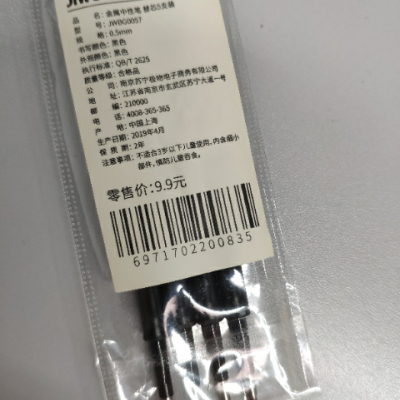 品 名: 金属中性笔 替芯5支装
型 号: JWBG005T
规 格: 0.5mm
书写颜色: 黑色
外观颜色: 黑色
执行标准: QB/T 2625
质量等级: 合格品
公 司: 南京苏宁极物电子商务有限公司
地 址: 江苏省南京市玄武区苏宁大道一号
邮 编: 210000
电 话: 4008-365-365
产 地: 中国上海
生产日期: 2019年4月
保 质 期: 2年
注意事项: 不适合3岁以下儿童使用, 内含细小
部件, 慎防儿童吞食。
零售价: 9.9元
6971702200835